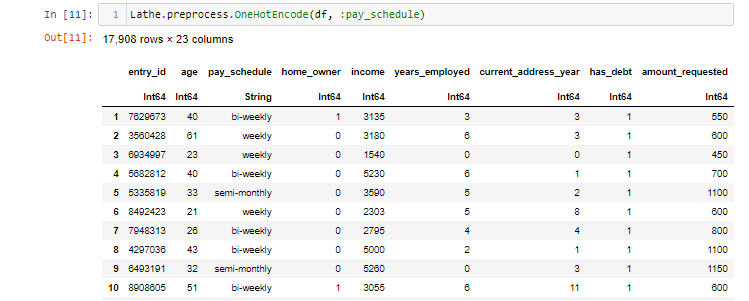 In [11]: 1 Lathe.preprocess.OneHotEncode(df, :pay_schedule)
Out[11]: 17,908 rows × 23 columns
entry_id age pay_schedule home_owner income years_employed current_address_year has_debt amount_requested
Int64 Int64 String Int64 Int64 Int64 Int64 Int64 Int64
1 7629673 40 bi-weekly 1 3135 3 3 1 550
2 3560428 61 weekly 0 3180 6 3 1 600
3 6934997 23 weekly 0 1540 0 0 1 450
4 5682812 40 bi-weekly 0 5230 6 1 1 700
5 5335819 33 semi-monthly 0 3590 5 2 1 1100
6 8492423 21 weekly 0 2303 5 8 1 600
7 7948313 26 bi-weekly 0 2795 4 4 1 800
8 4297036 43 bi-weekly 0 5000 2 1 1 1100
9 6493191 32 semi-monthly 0 5260 0 3 1 1150
10 8908605 51 bi-weekly 1 3055 6 11 1 600